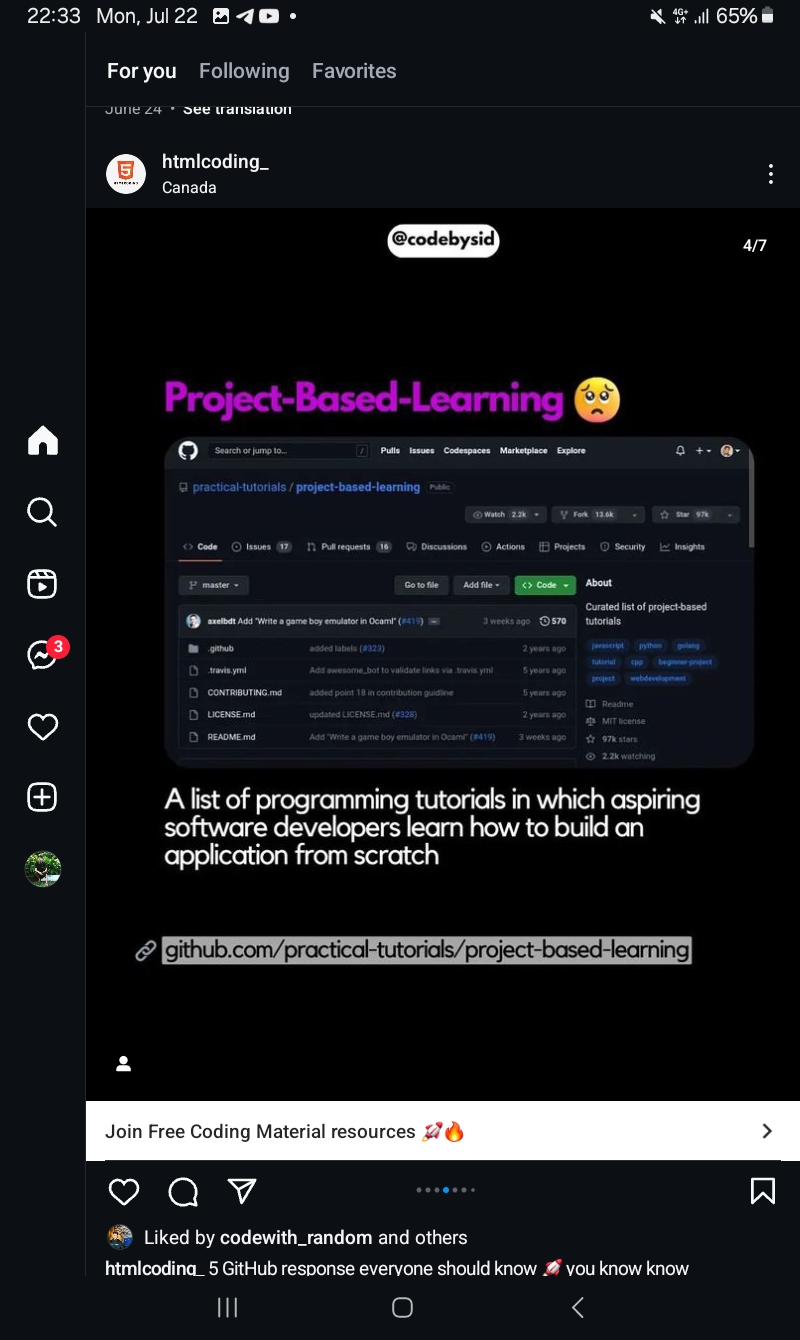 22:33 Mon, Jul 22
4G+ 65%
For you Following Favorites
June 24 • See translation
htmlcoding_
Canada
@codebysid
4/7
Project-Based-Learning
Search or jump to... / Pulls Issues Codespaces Marketplace Explore
practical-tutorials / project-based-learning Public
Watch 2.2k Fork 13.6k Star 97k
Code Issues 17 Pull requests 16 Discussions Actions Projects Security Insights
master Go to file Add file Code
About
Curated list of project-based
tutorials
axelbdt Add "Write a game boy emulator in Ocaml" (#419) 3 weeks ago 570
.github added labels (#323) 2 years ago
.travis.yml Add awesome_bot to validate links via .travis.yml 5 years ago
CONTRIBUTING.md added point 18 in contribution guidline 5 years ago
LICENSE.md updated LICENSE.md (#328) 2 years ago
README.md Add "Write a game boy emulator in Ocaml" (#419) 3 weeks ago
javascript python golang
tutorial cpp beginner-project
project webdevelopment
Readme
MIT license
97k stars
2.2k watching
A list of programming tutorials in which aspiring
software developers learn how to build an
application from scratch
github.com/practical-tutorials/project-based-learning
Join Free Coding Material resources 🚀🔥
3
Liked by codewith_random and others
htmlcoding_ 5 GitHub response everyone should know 🚀 you know know